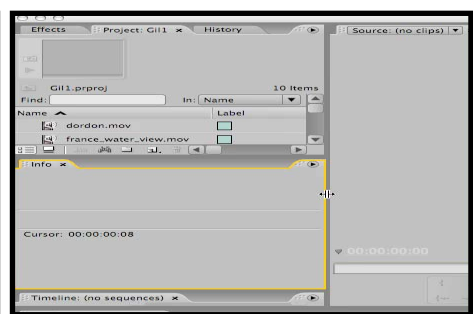 Effects Project: Gil1 × History
Source: (no clips)
Gil1.prproj 10 Items
Find: In: Name
Name Label
dordon.mov
france_water_view.mov
Info ×
Cursor: 00:00:00:08
00:00:00:00
Timeline: (no sequences) ×